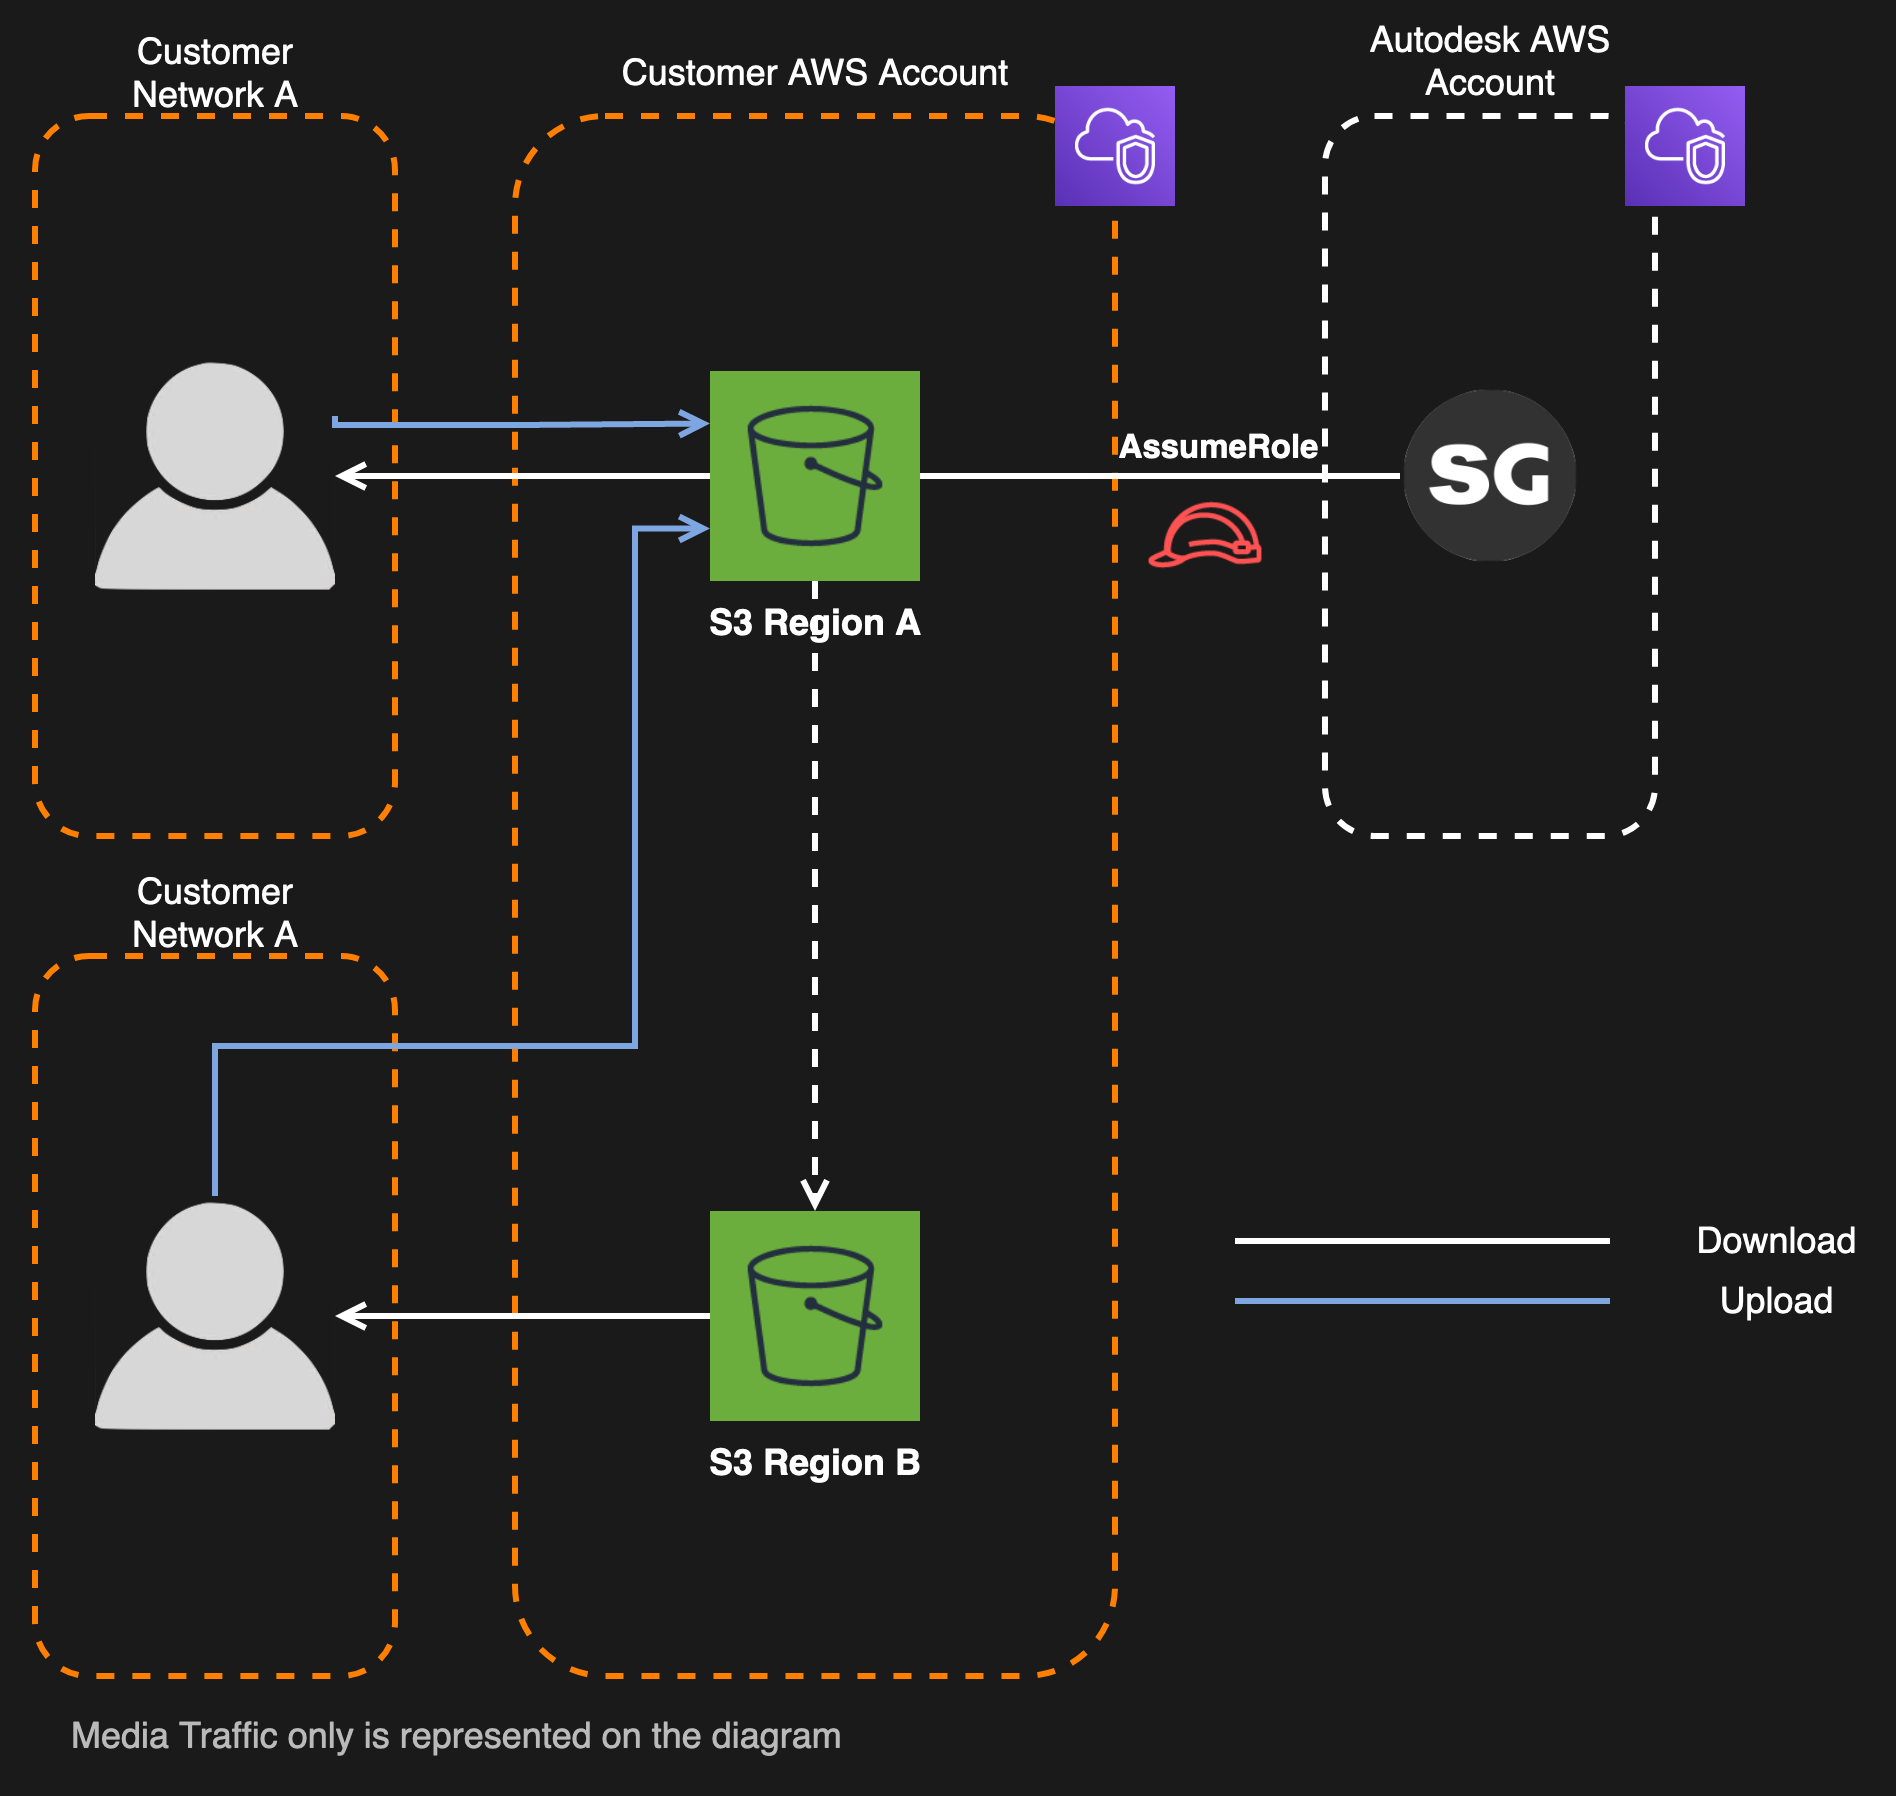 Customer
Network A
Customer AWS Account
Autodesk AWS
Account
AssumeRole
SG
S3 Region A
Customer
Network A
Download
Upload
S3 Region B
Media Traffic only is represented on the diagram